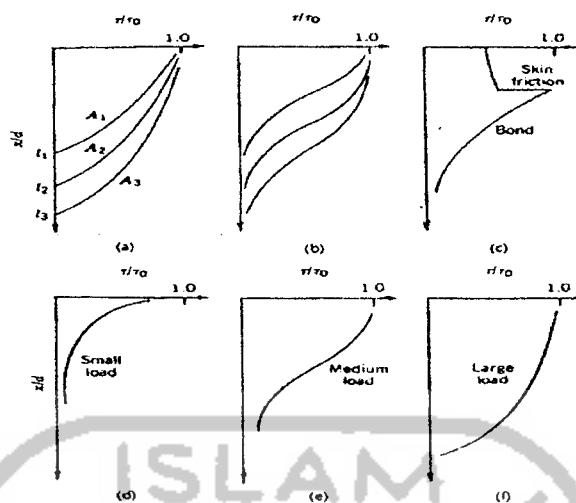 τ/τ₀ τ/τ₀ τ/τ₀
1.0 1.0 1.0
Skin
friction
A₁
x/d
Bond
A₂
l₁
A₃
l₂
l₃
(a) (b) (c)
τ/τ₀ τ/τ₀ τ/τ₀
1.0 1.0 1.0
x/d
Small
load
Medium
load
Large
load
ISLAM
(d) (e) (f)